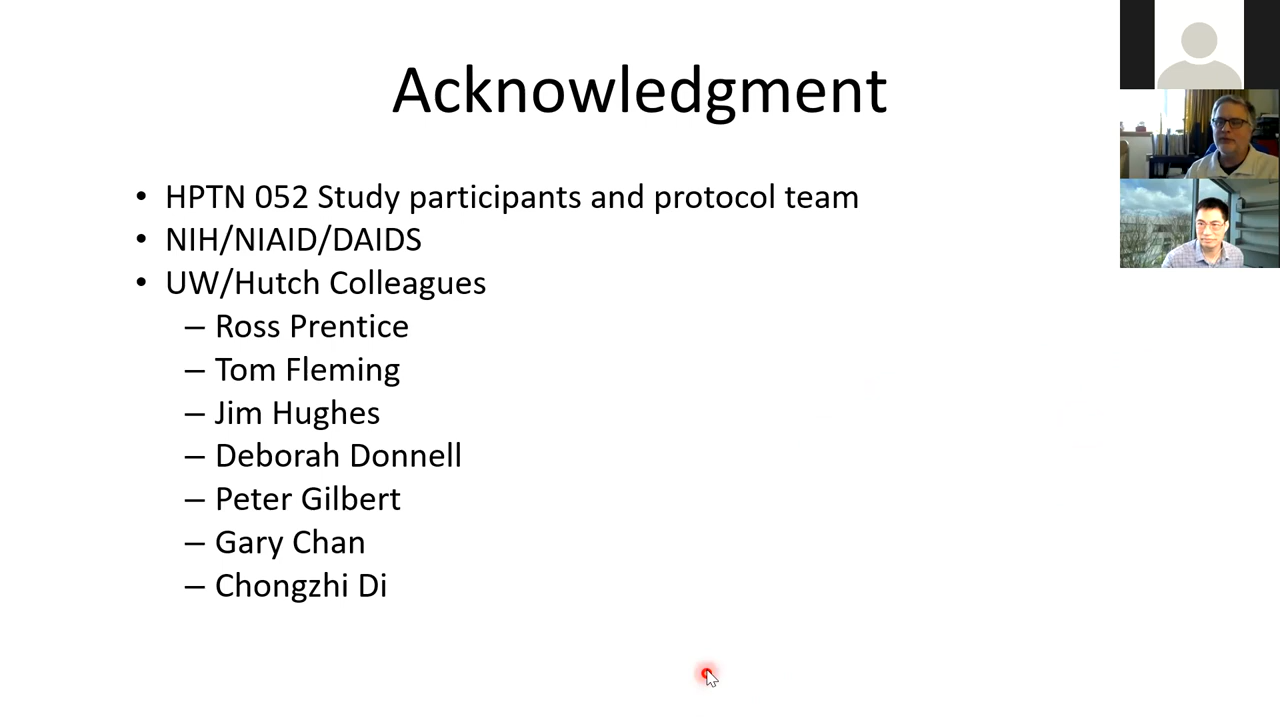 Acknowledgment
• HPTN 052 Study participants and protocol team
• NIH/NIAID/DAIDS
• UW/Hutch Colleagues
– Ross Prentice
– Tom Fleming
– Jim Hughes
– Deborah Donnell
– Peter Gilbert
– Gary Chan
– Chongzhi Di